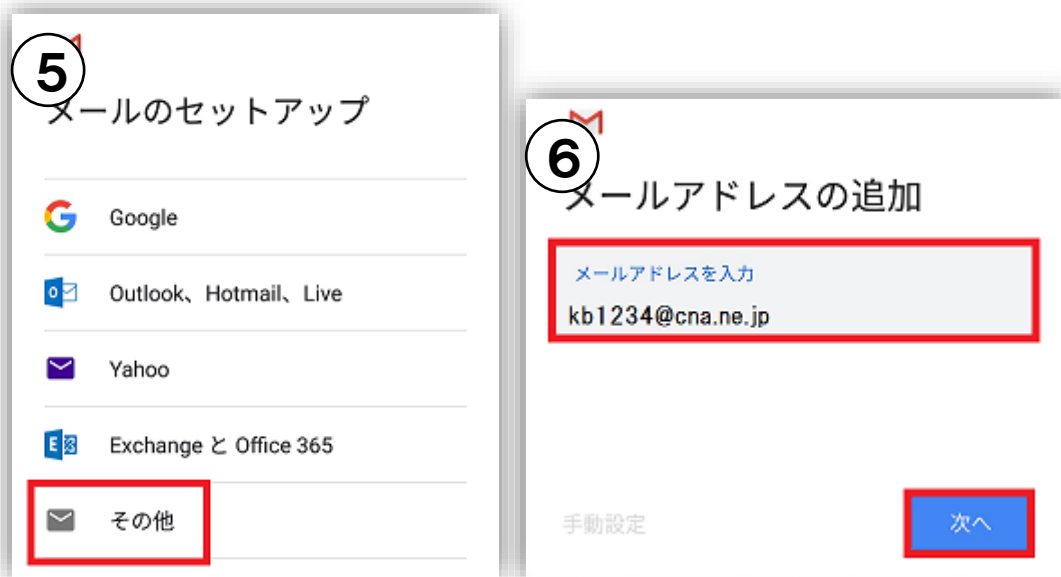 5
メールのセットアップ
Google
Outlook、Hotmail、Live
Yahoo
Exchange と Office 365
その他
6
メールアドレスの追加
メールアドレスを入力
kb1234@cna.ne.jp
手動設定
次へ